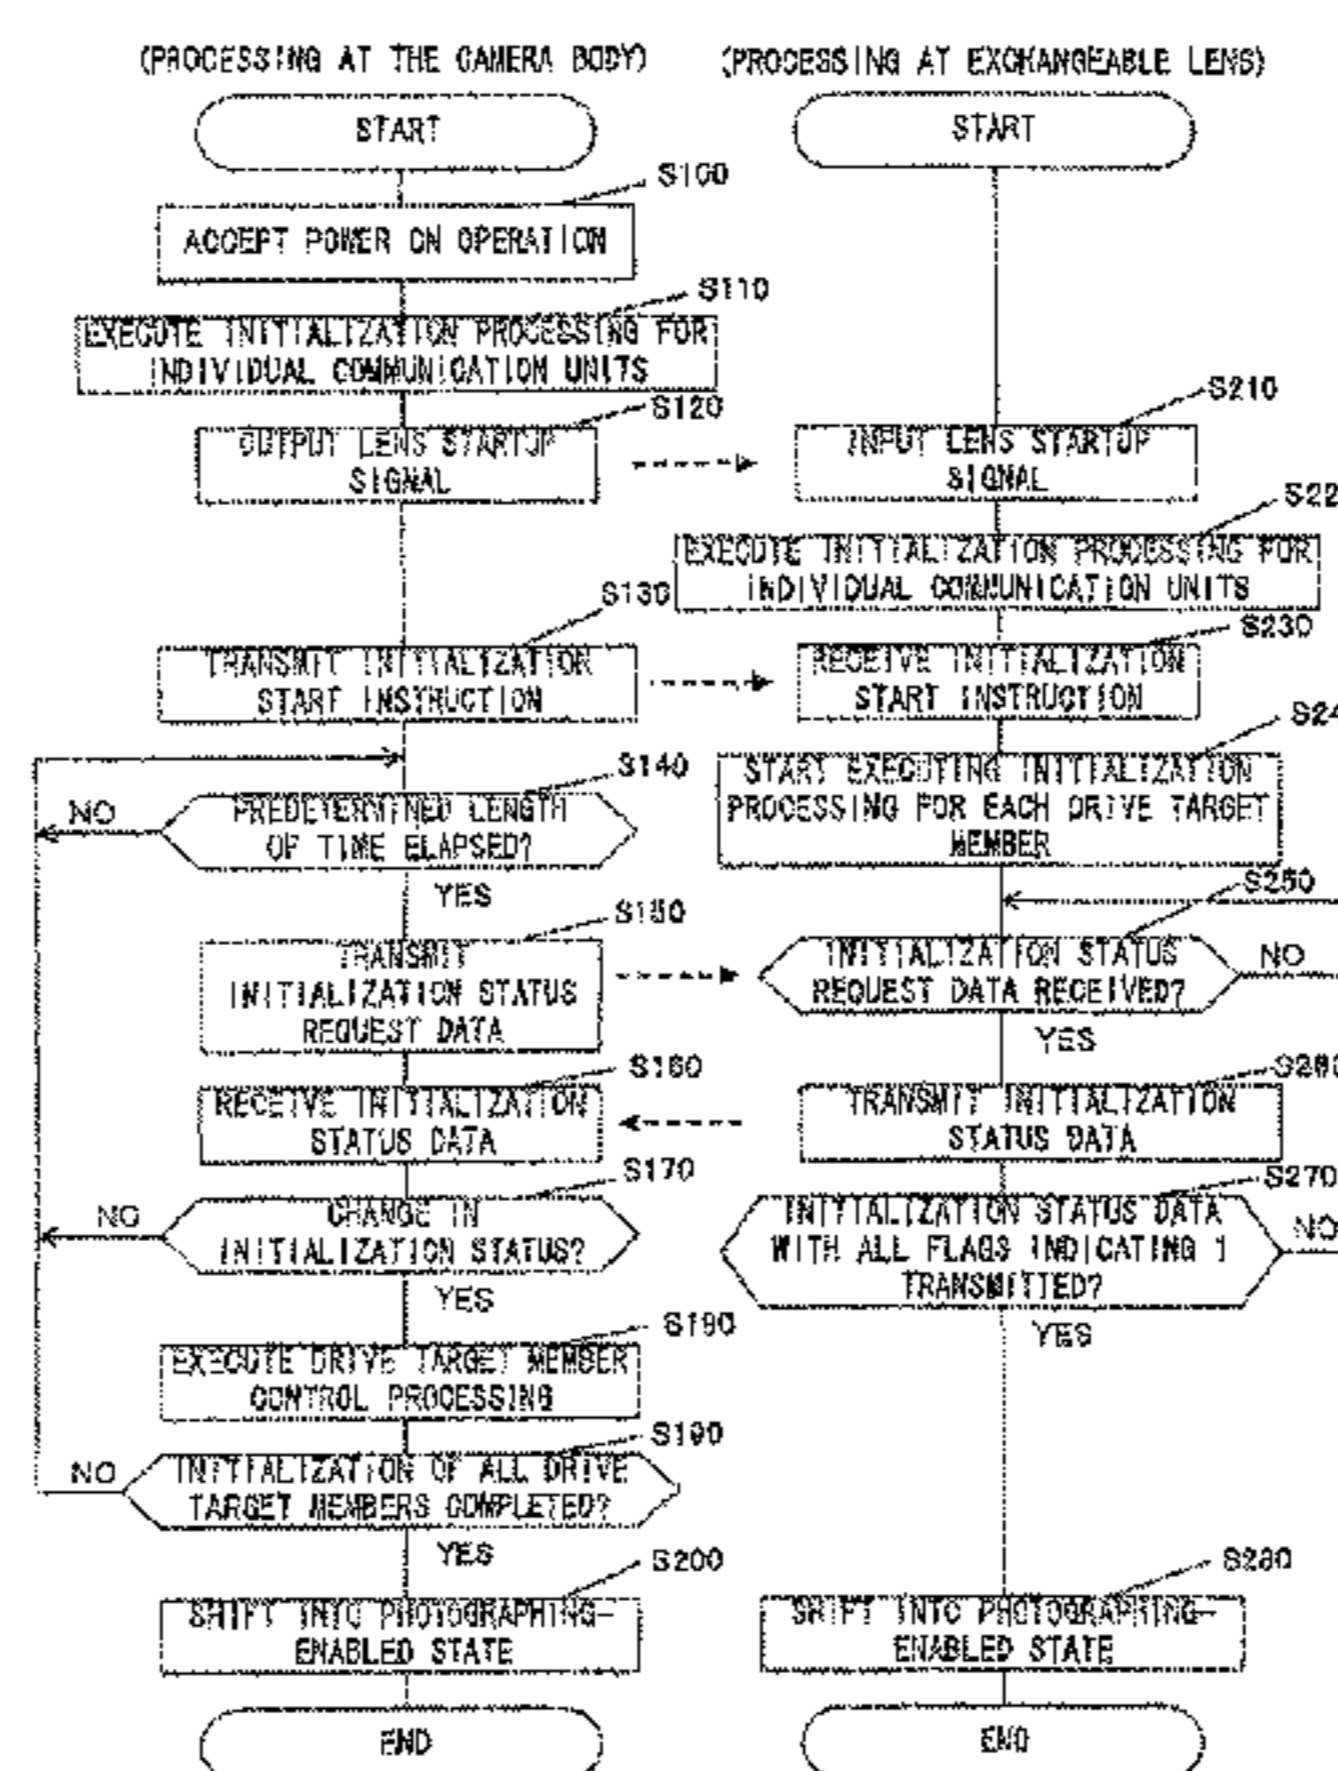 (PROCESSING AT THE CAMERA BODY)
START
S100
ACCEPT POWER ON OPERATION
S110
EXECUTE INITIALIZATION PROCESSING FOR
INDIVIDUAL COMMUNICATION UNITS
S120
OUTPUT LENS STARTUP
SIGNAL
S130
TRANSMIT INITIALIZATION
START INSTRUCTION
S140
PREDETERMINED LENGTH
OF TIME ELAPSED?
NO
YES
S150
TRANSMIT
INITIALIZATION STATUS
REQUEST DATA
S160
RECEIVE INITIALIZATION
STATUS DATA
S170
CHANGE IN
INITIALIZATION STATUS?
NO
YES
S180
EXECUTE DRIVE TARGET MEMBER
CONTROL PROCESSING
S190
INITIALIZATION OF ALL DRIVE
TARGET MEMBERS COMPLETED?
NO
YES
S200
SHIFT INTO PHOTOGRAPHING-
ENABLED STATE
END
(PROCESSING AT EXCHANGEABLE LENS)
START
S210
INPUT LENS STARTUP
SIGNAL
S22
EXECUTE INITIALIZATION PROCESSING FOR
INDIVIDUAL COMMUNICATION UNITS
S230
RECEIVE INITIALIZATION
START INSTRUCTION
S24
START EXECUTING INITIALIZATION
PROCESSING FOR EACH DRIVE TARGET
MEMBER
S250
INITIALIZATION STATUS
REQUEST DATA RECEIVED?
NO
YES
S260
TRANSMIT INITIALIZATION
STATUS DATA
S270
INITIALIZATION STATUS DATA
WITH ALL FLAGS INDICATING 1
TRANSMITTED?
NO
YES
S280
SHIFT INTO PHOTOGRAPHING-
ENABLED STATE
END